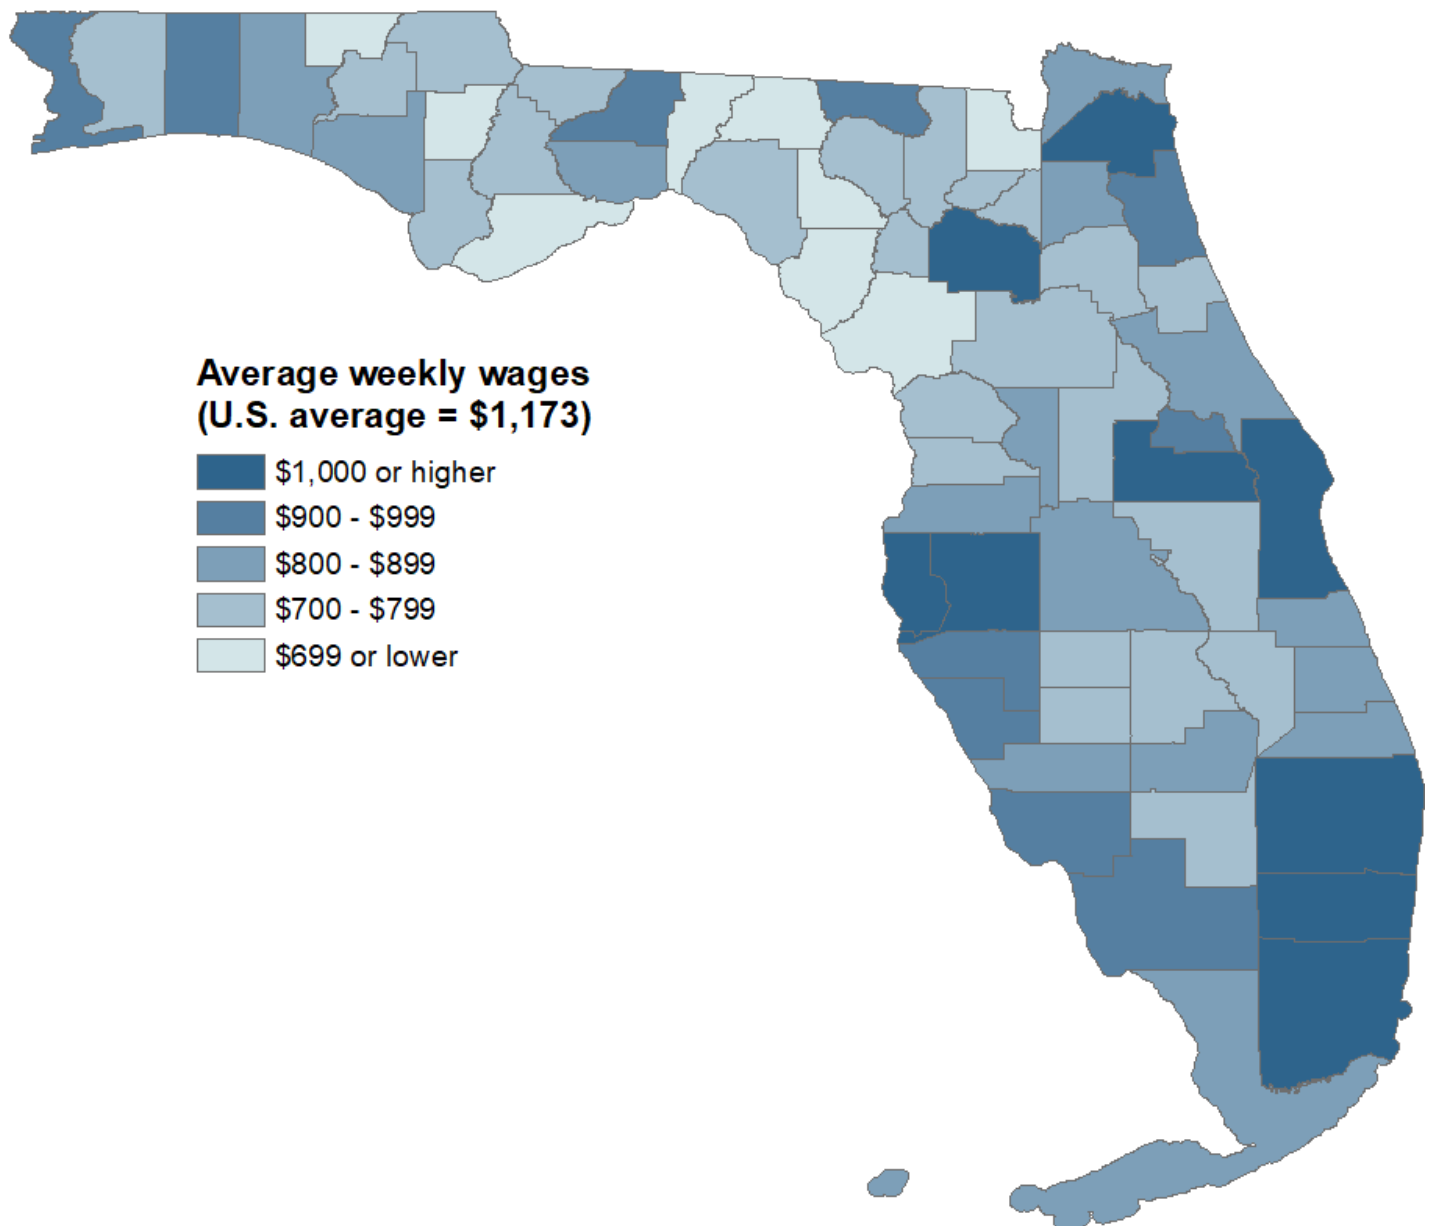 Average weekly wages
(U.S. average = $1,173)
$1,000 or higher
$900 - $999
$800 - $899
$700 - $799
$699 or lower